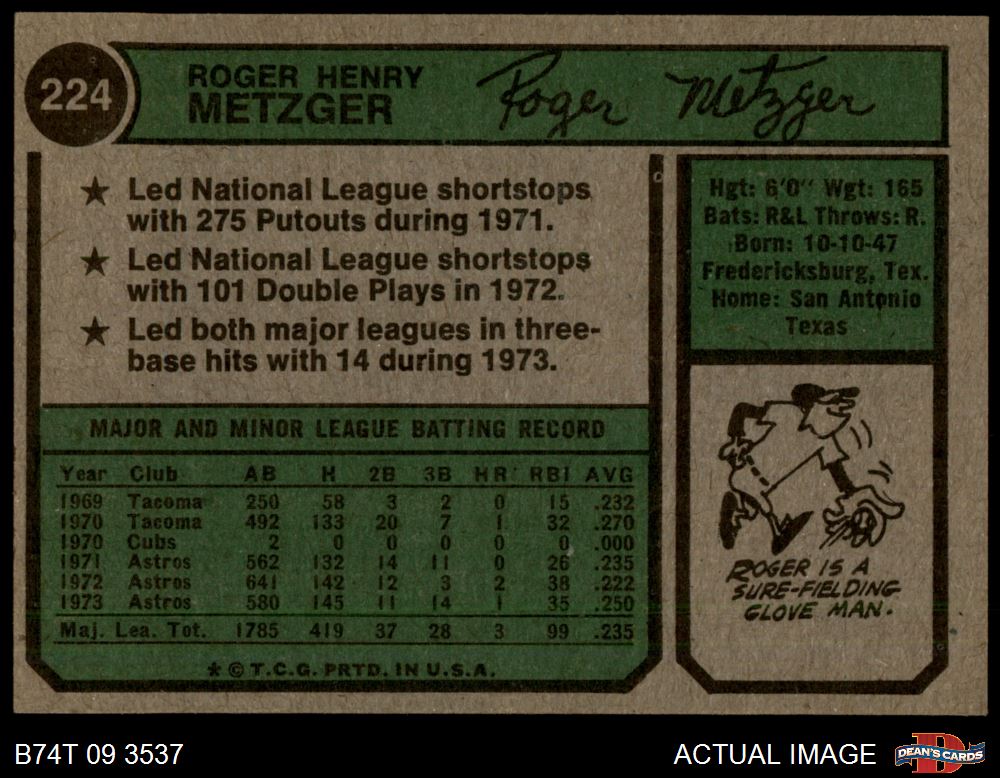 224
ROGER HENRY
METZGER
Roger Metzger
★ Led National League shortstops
with 275 Putouts during 1971.
★ Led National League shortstops
with 101 Double Plays in 1972.
★ Led both major leagues in three-
base hits with 14 during 1973.
Hgt: 6'0" Wgt: 165
Bats: R&L Throws: R.
Born: 10-10-47
Fredericksburg, Tex.
Home: San Antonio
Texas
MAJOR AND MINOR LEAGUE BATTING RECORD
Year Club AB H 2B 3B HR RBI AVG
1969 Tacoma 250 58 3 2 0 15 .232
1970 Tacoma 492 133 20 7 1 32 .270
1970 Cubs 2 0 0 0 0 0 .000
1971 Astros 562 132 14 11 0 26 .235
1972 Astros 641 142 12 3 2 38 .222
1973 Astros 580 145 11 14 1 35 .250
Maj. Lea. Tot. 1785 419 37 28 3 99 .235
* © T.C.G. PRTD. IN U.S.A.
ROGER IS A
SURE-FIELDING
GLOVE MAN.
B74T 09 3537
ACTUAL IMAGE
D
DEAN'S CARDS